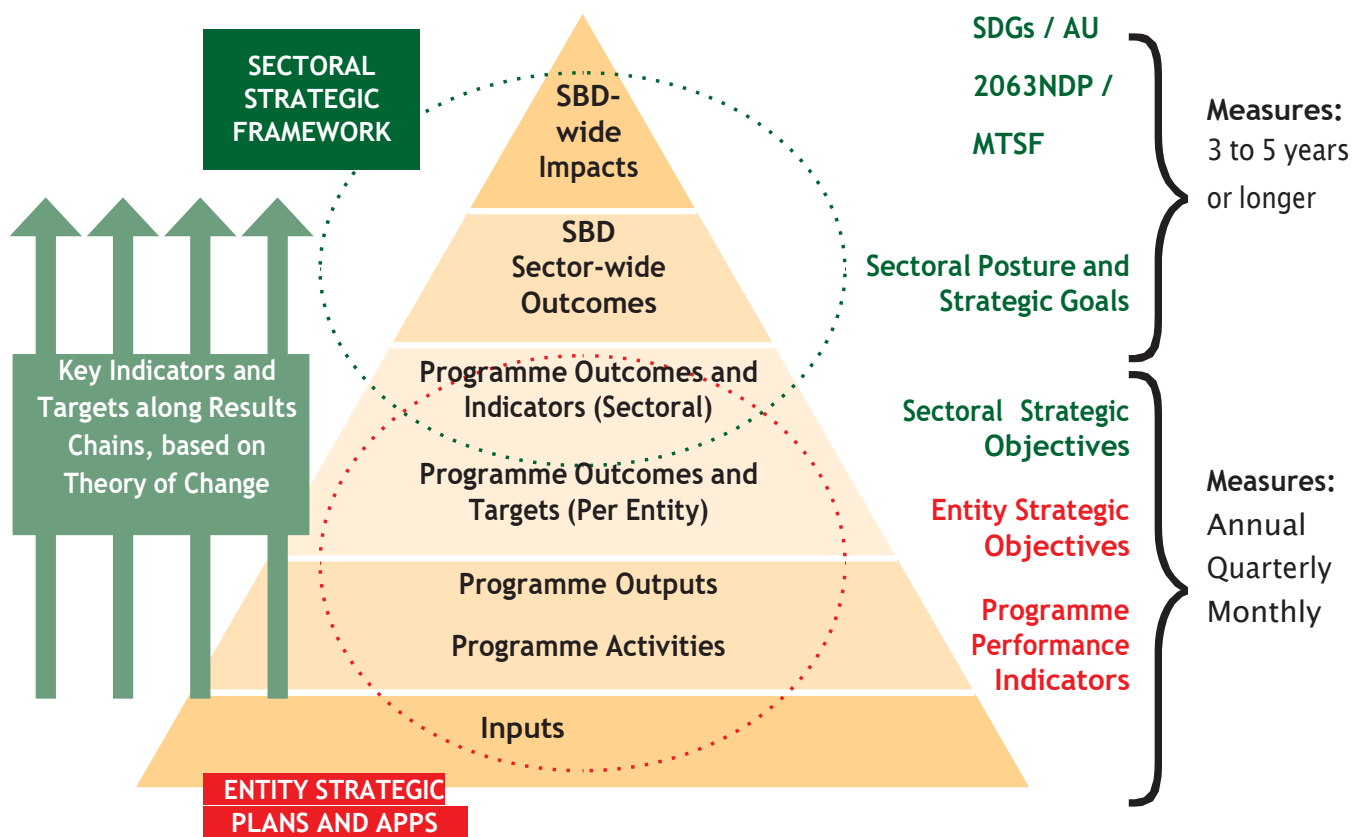 SECTORAL
STRATEGIC
FRAMEWORK
SBD-
wide
Impacts
SBD
Sector-wide
Outcomes
Programme Outcomes and
Indicators (Sectoral)
Programme Outcomes and
Targets (Per Entity)
Programme Outputs
Programme Activities
Inputs
Key Indicators and
Targets along Results
Chains, based on
Theory of Change
ENTITY STRATEGIC
PLANS AND APPS
SDGs / AU
2063NDP /
MTSF
Sectoral Posture and
Strategic Goals
Sectoral Strategic
Objectives
Entity Strategic
Objectives
Programme
Performance
Indicators
Measures:
3 to 5 years
or longer
Measures:
Annual
Quarterly
Monthly